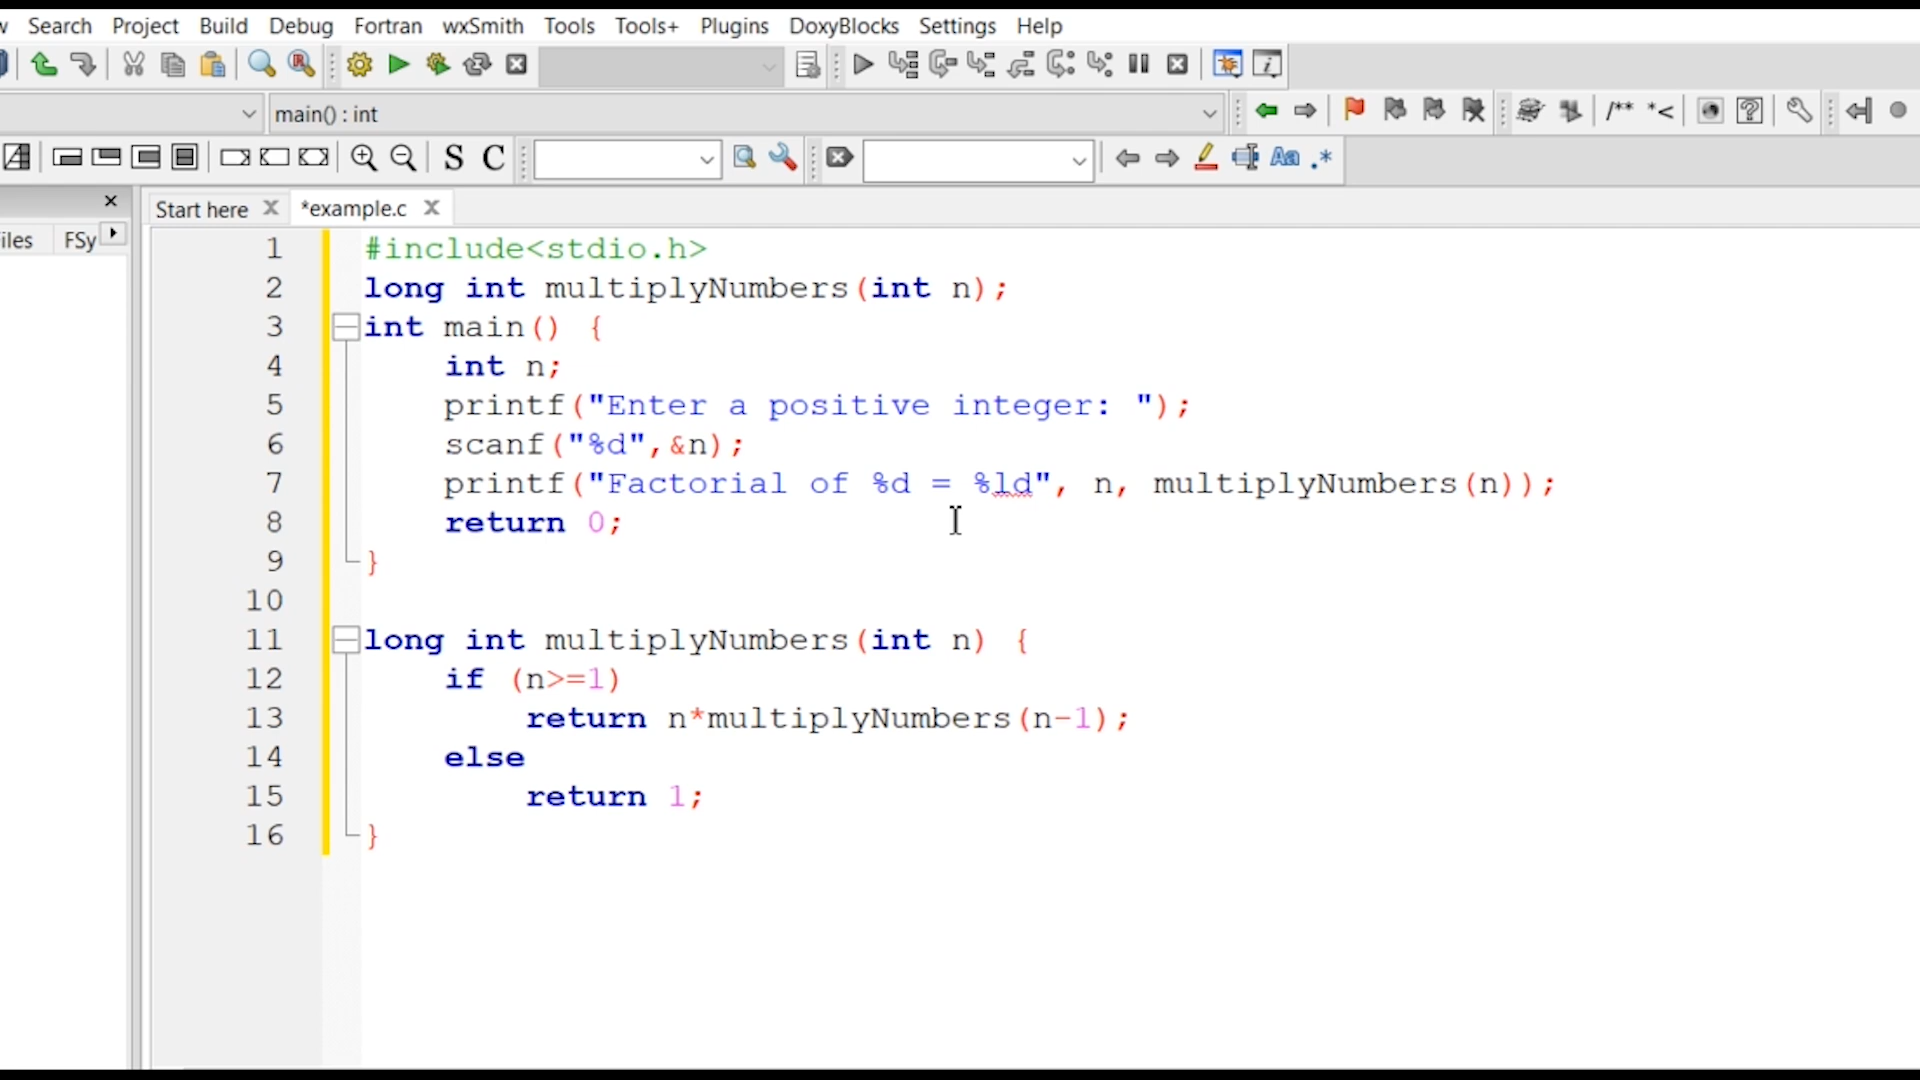 Search Project Build Debug Fortran wxSmith Tools Tools+ Plugins DoxyBlocks Settings Help
main() : int
/** *<
S C
Aa .*
Start here *example.c
iles FSy
1 #include<stdio.h>
2 long int multiplyNumbers(int n);
3 int main() {
4 int n;
5 printf("Enter a positive integer: ");
6 scanf("%d",&n);
7 printf("Factorial of %d = %ld", n, multiplyNumbers(n));
8 return 0;
9 }
10
11 long int multiplyNumbers(int n) {
12 if (n>=1)
13 return n*multiplyNumbers(n-1);
14 else
15 return 1;
16 }